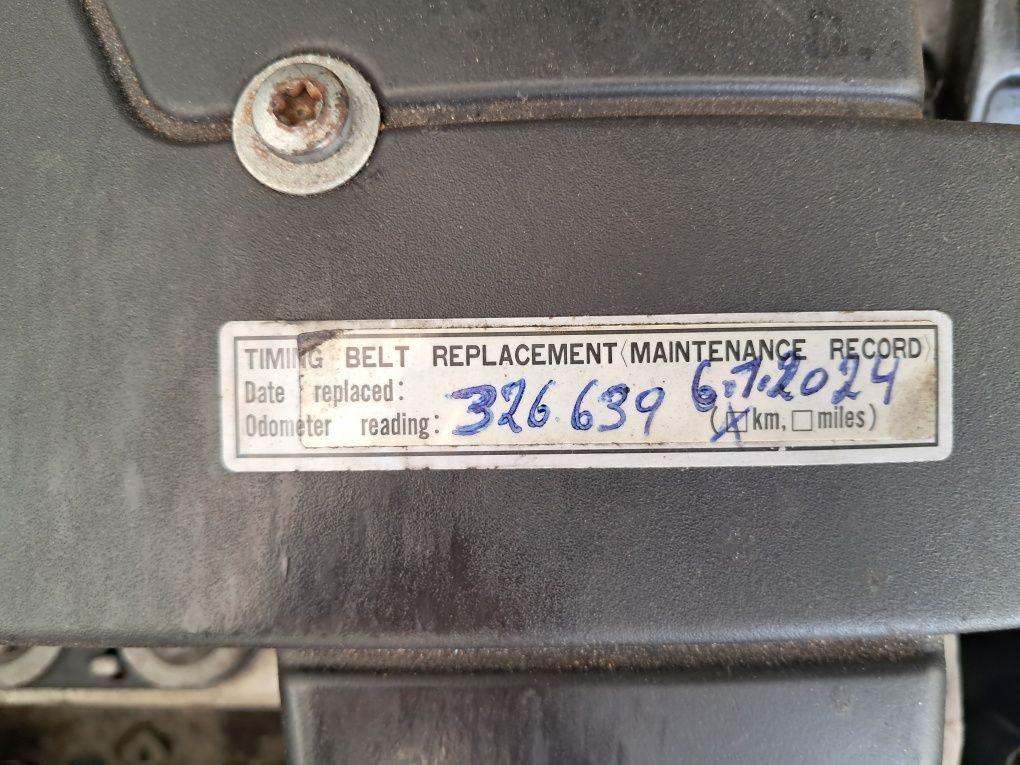 TIMING BELT REPLACEMENT〈MAINTENANCE RECORD〉
Date replaced: 6.7.2024
Odometer reading: 326.639 (☒km, ☐miles)